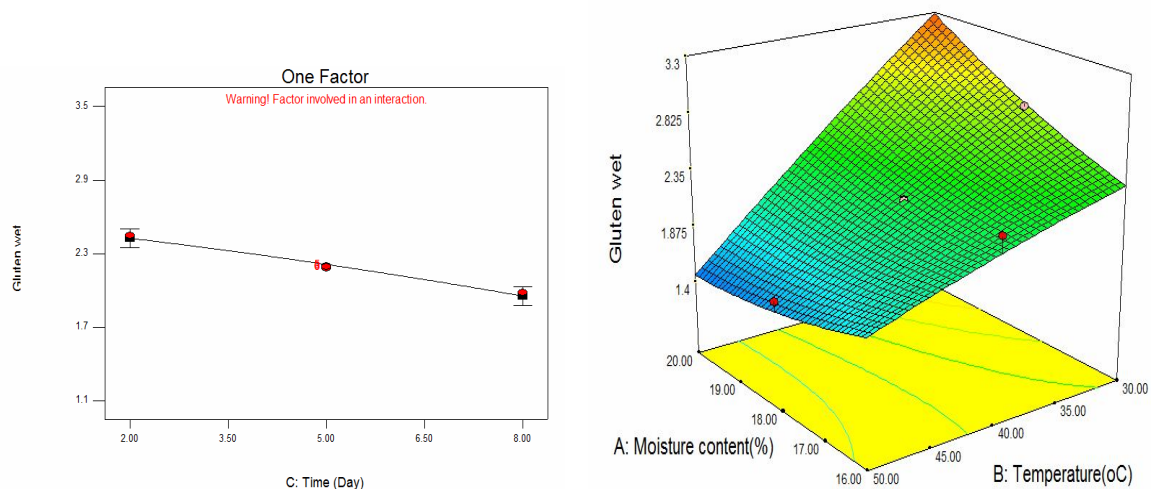 One Factor
Warning! Factor involved in an interaction.
3.5
2.9
2.3
1.7
1.1
Gluten wet
2.00 3.50 5.00 6.50 8.00
C: Time (Day)
3.3
2.825
2.35
1.875
1.4
Gluten wet
20.00
19.00
18.00
17.00
16.00
A: Moisture content(%)
50.00
45.00
40.00
35.00
30.00
B: Temperature(oC)